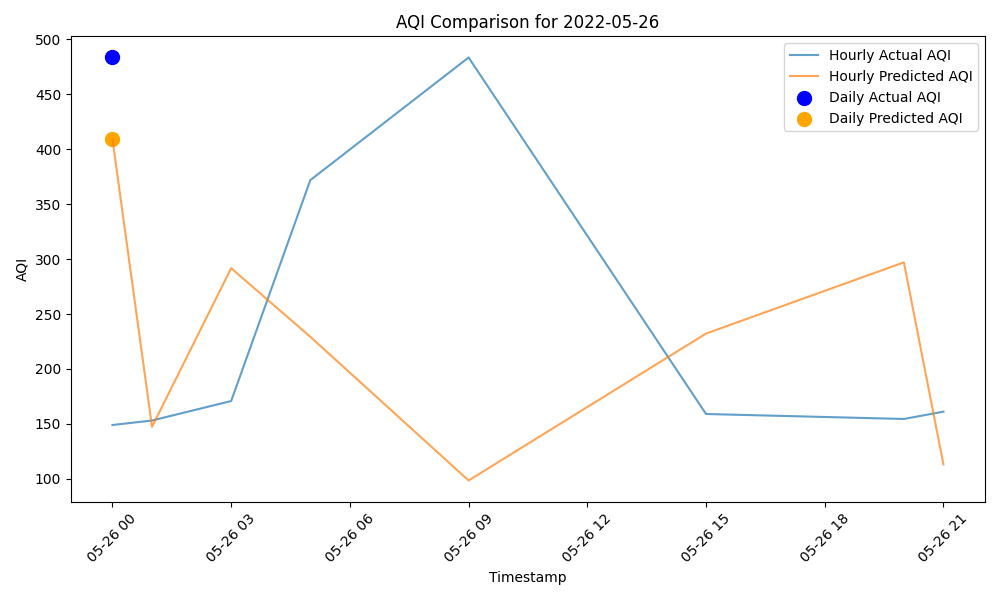 AQI Comparison for 2022-05-26
500
450
400
350
300
250
200
150
100
AQI
Hourly Actual AQI
Hourly Predicted AQI
Daily Actual AQI
Daily Predicted AQI
05-26 00
05-26 03
05-26 06
05-26 09
05-26 12
05-26 15
05-26 18
05-26 21
Timestamp